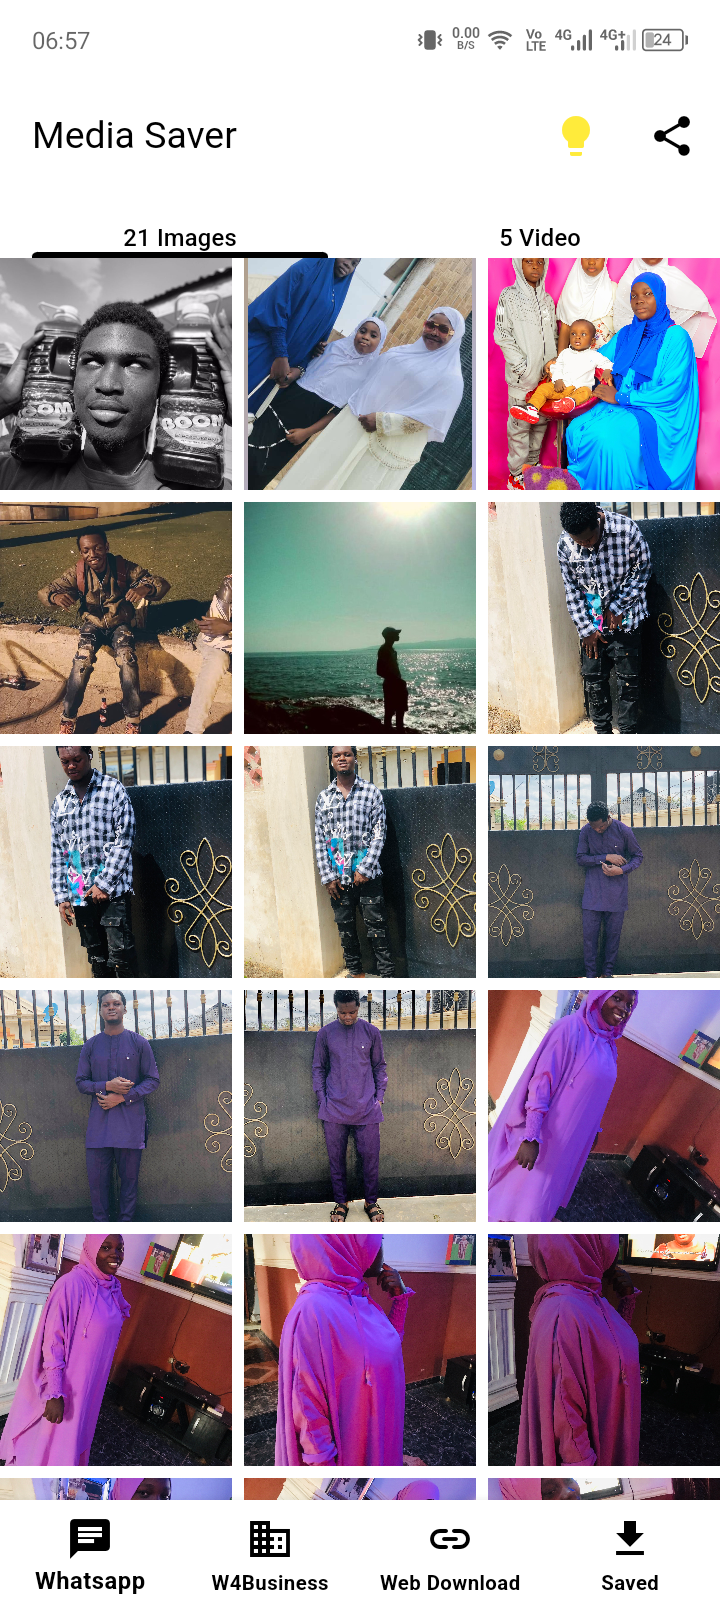 06:57
0.00
B/S
Vo
LTE
4G
4G+
24
Media Saver
21 Images
5 Video
BOOM
BOOM
Whatsapp
W4Business
Web Download
Saved